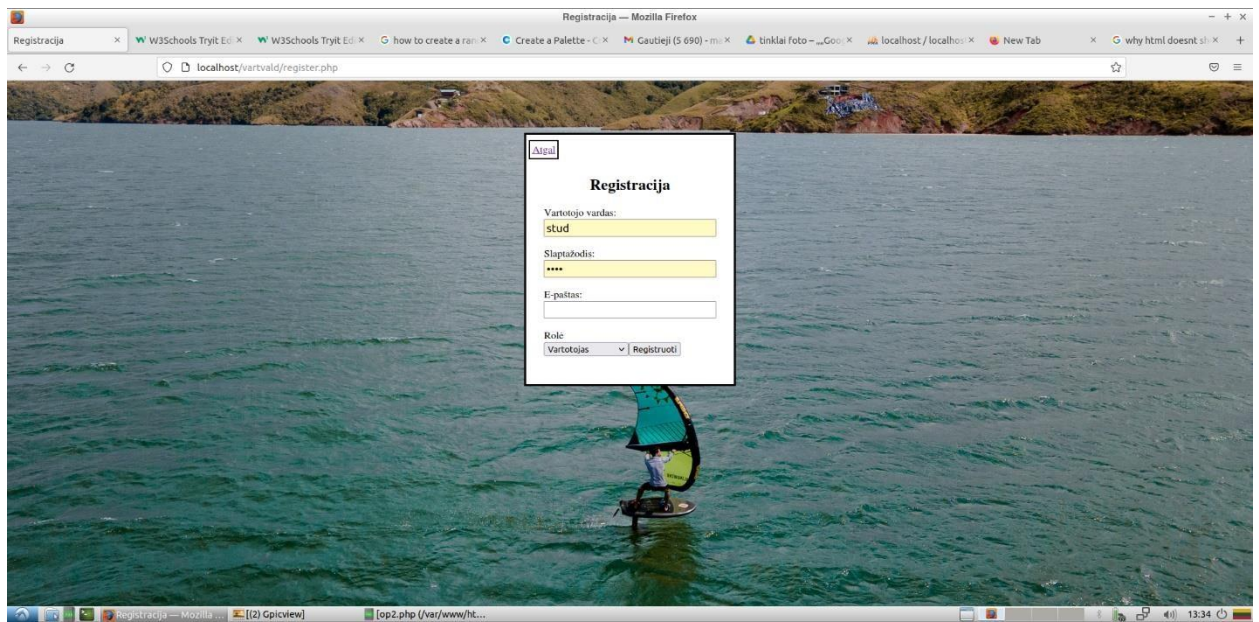 Registracija — Mozilla Firefox
Registracija
W3Schools Tryit Ed
W3Schools Tryit Ed
how to create a ran
Create a Palette - C
Gautieji (5 690) - ma
tinklai foto – „Goog
localhost / localhos
New Tab
why html doesnt sh
localhost/vartvald/register.php
Atgal
Registracija
Vartotojo vardas:
stud
Slaptažodis:
••••
E-paštas:
Rolė
Vartotojas Registruoti
Registracija — Mozilla ...
[(2) Gpicview]
[op2.php (/var/www/ht...
13:34